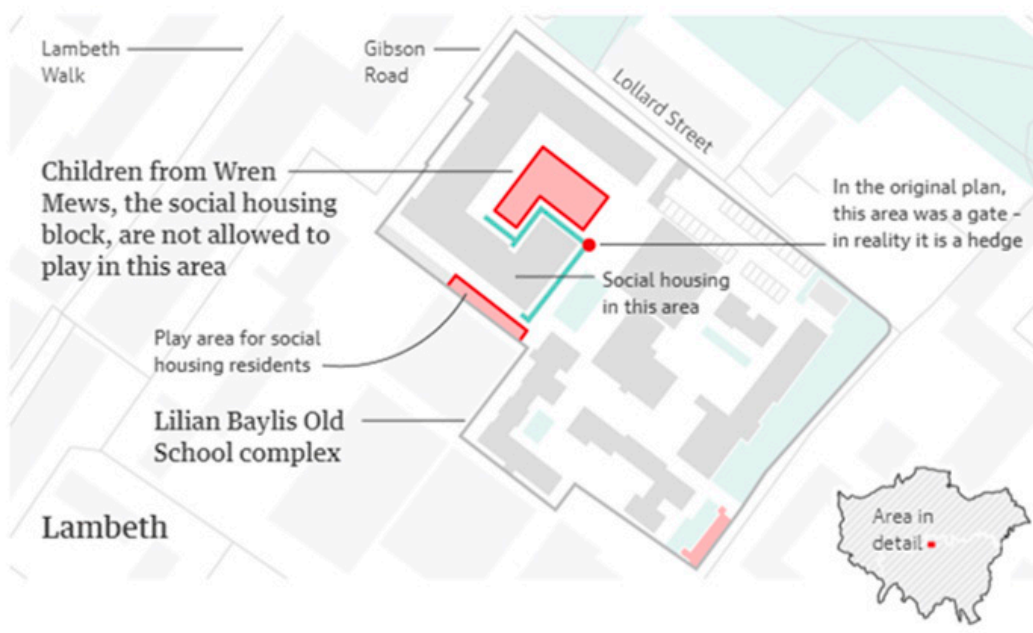 Lambeth
Walk
Gibson
Road
Lollard Street
Children from Wren
Mews, the social housing
block, are not allowed to
play in this area
In the original plan,
this area was a gate –
in reality it is a hedge
Social housing
in this area
Play area for social
housing residents
Lilian Baylis Old
School complex
Lambeth
Area in
detail